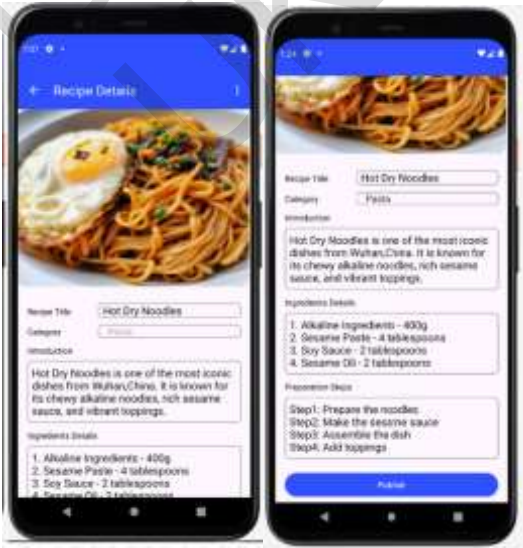 Recipe Details
Recipe Title
Hot Dry Noodles
Category
Pasta
Introduction
Hot Dry Noodles is one of the most iconic
dishes from Wuhan,China. It is known for
its chewy alkaline noodles, rich sesame
sauce, and vibrant toppings.
Ingredients Details
1. Alkaline Ingredients - 400g
2. Sesame Paste - 4 tablespoons
3. Soy Sauce - 2 tablespoons
4. Sesame Oil - 2 tablespoons
Recipe Title
Hot Dry Noodles
Category
Pasta
Introduction
Hot Dry Noodles is one of the most iconic
dishes from Wuhan,China. It is known for
its chewy alkaline noodles, rich sesame
sauce, and vibrant toppings.
Ingredients Details
1. Alkaline Ingredients - 400g
2. Sesame Paste - 4 tablespoons
3. Soy Sauce - 2 tablespoons
4. Sesame Oil - 2 tablespoons
Preparation Steps
Step1: Prepare the noodles
Step2: Make the sesame sauce
Step3: Assemble the dish
Step4: Add toppings
Publish